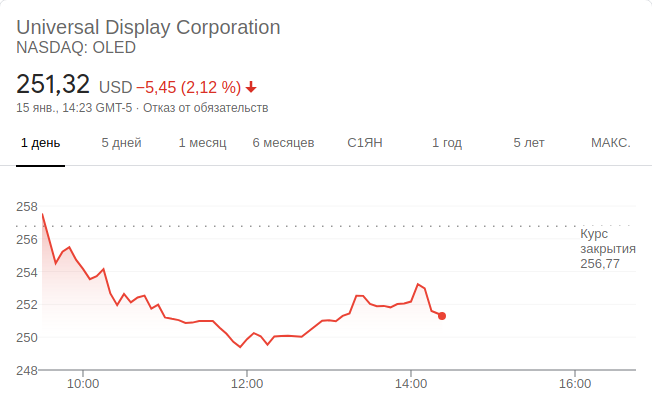 Universal Display Corporation
NASDAQ: OLED
251,32 USD −5,45 (2,12 %)
15 янв., 14:23 GMT-5 · Отказ от обязательств
1 день 5 дней 1 месяц 6 месяцев С1ЯН 1 год 5 лет МАКС.
258
256
254
252
250
248
Курс
закрытия
256,77
10:00 12:00 14:00 16:00